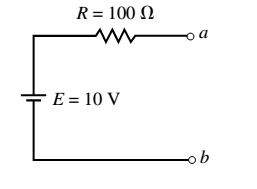 R = 100 Ω
a
E = 10 V
b